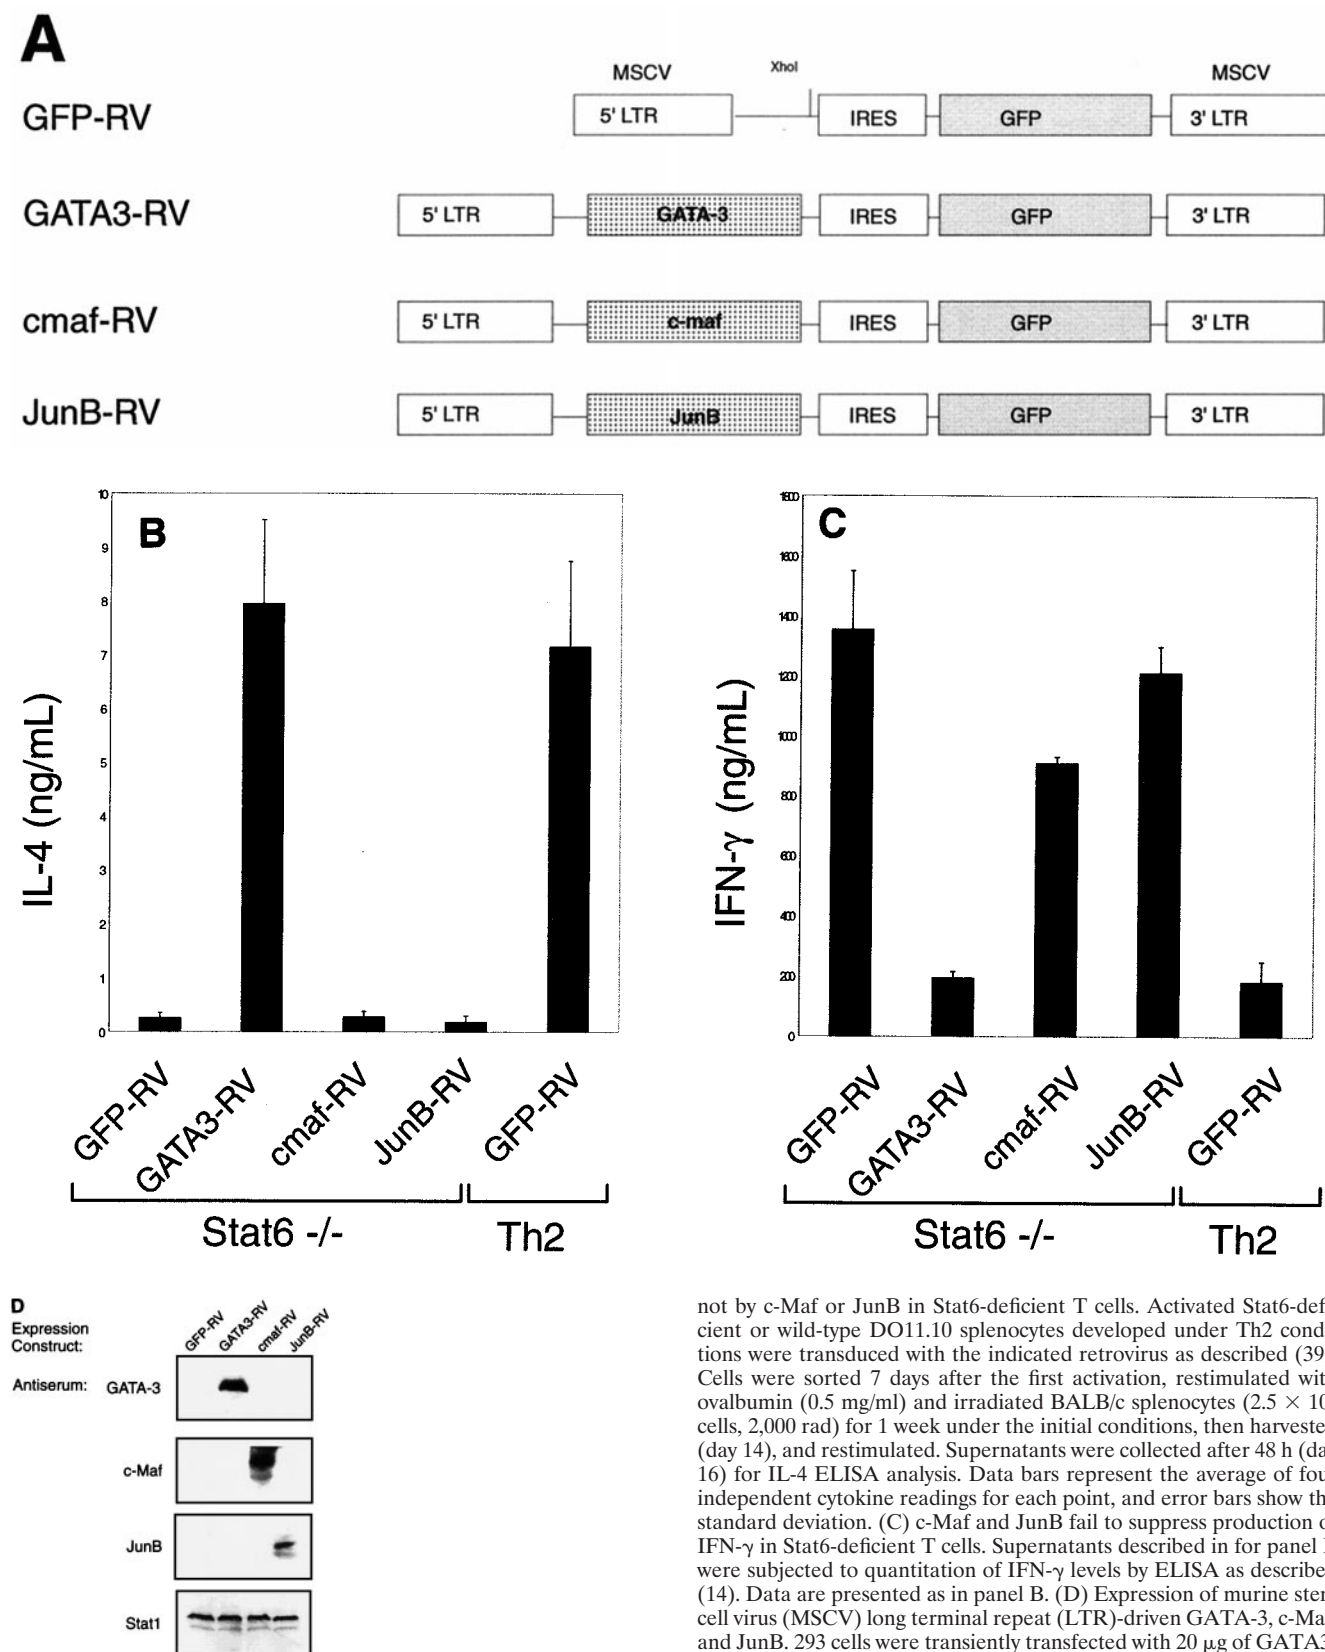 A
MSCV XhoI MSCV
GFP-RV 5' LTR IRES GFP 3' LTR
GATA3-RV 5' LTR GATA-3 IRES GFP 3' LTR
cmaf-RV 5' LTR c-maf IRES GFP 3' LTR
JunB-RV 5' LTR JunB IRES GFP 3' LTR
B
IL-4 (ng/mL)
10
9
8
7
6
5
4
3
2
1
0
GFP-RV GATA3-RV cmaf-RV JunB-RV GFP-RV
Stat6 -/- Th2
C
IFN-γ (ng/mL)
1800
1600
1400
1200
1000
800
600
400
200
0
GFP-RV GATA3-RV cmaf-RV JunB-RV GFP-RV
Stat6 -/- Th2
D
Expression
Construct: GFP-RV GATA3-RV cmaf-RV JunB-RV
Antiserum: GATA-3
c-Maf
JunB
Stat1
not by c-Maf or JunB in Stat6-deficient T cells. Activated Stat6-defi
cient or wild-type DO11.10 splenocytes developed under Th2 condi
tions were transduced with the indicated retrovirus as described (39
Cells were sorted 7 days after the first activation, restimulated wit
ovalbumin (0.5 mg/ml) and irradiated BALB/c splenocytes (2.5 × 10
cells, 2,000 rad) for 1 week under the initial conditions, then harveste
(day 14), and restimulated. Supernatants were collected after 48 h (da
16) for IL-4 ELISA analysis. Data bars represent the average of fou
independent cytokine readings for each point, and error bars show th
standard deviation. (C) c-Maf and JunB fail to suppress production o
IFN-γ in Stat6-deficient T cells. Supernatants described in for panel
were subjected to quantitation of IFN-γ levels by ELISA as describe
(14). Data are presented as in panel B. (D) Expression of murine stem
cell virus (MSCV) long terminal repeat (LTR)-driven GATA-3, c-Ma
and JunB. 293 cells were transiently transfected with 20 μg of GATA3